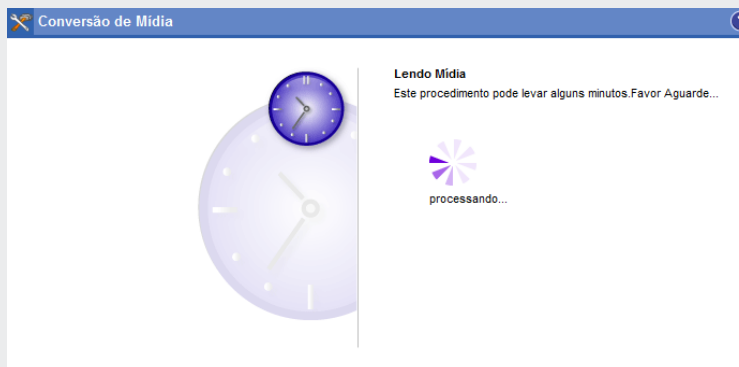 Conversão de Mídia
Lendo Mídia
Este procedimento pode levar alguns minutos.Favor Aguarde...
processando...